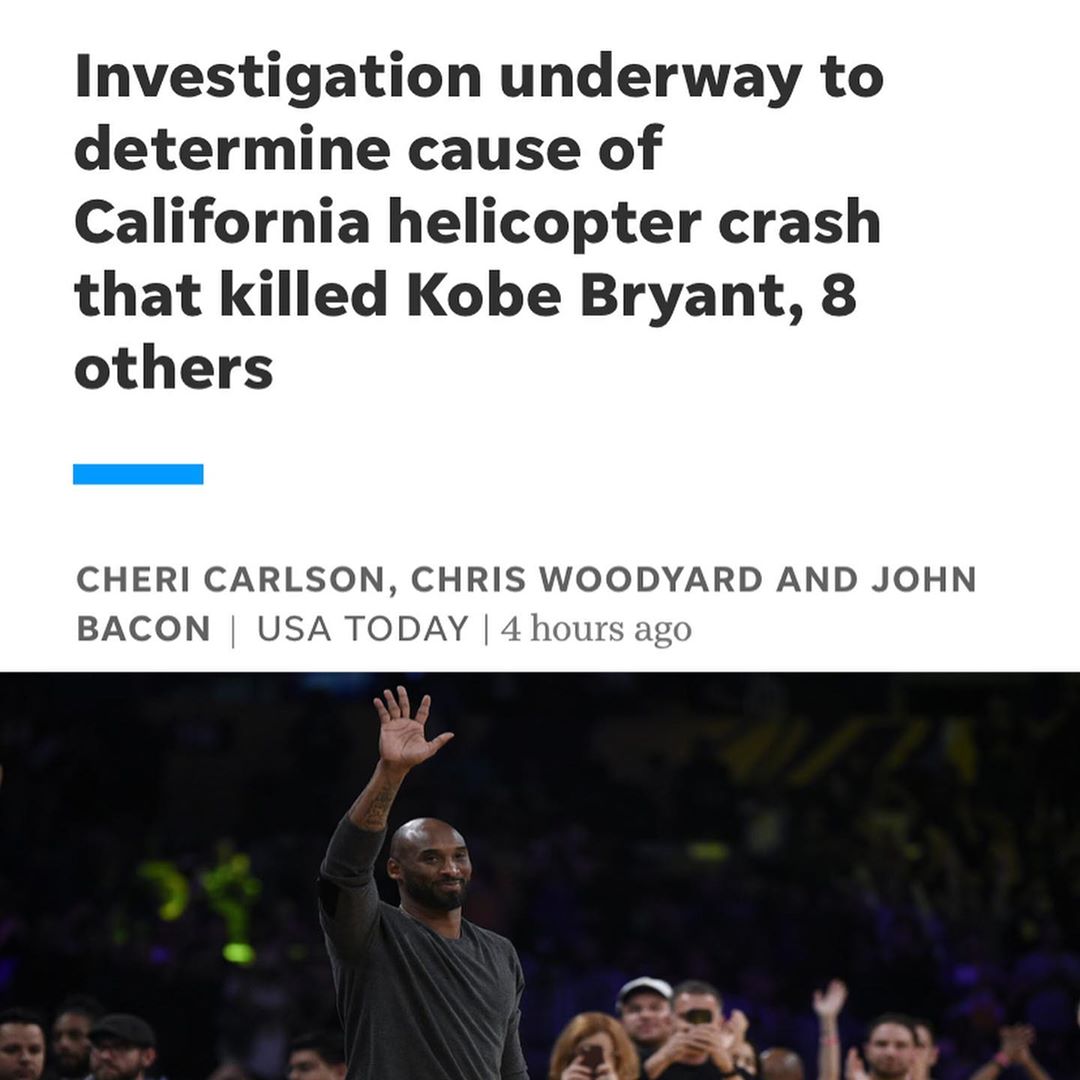 Investigation underway to
determine cause of
California helicopter crash
that killed Kobe Bryant, 8
others
CHERI CARLSON, CHRIS WOODYARD AND JOHN
BACON | USA TODAY | 4 hours ago